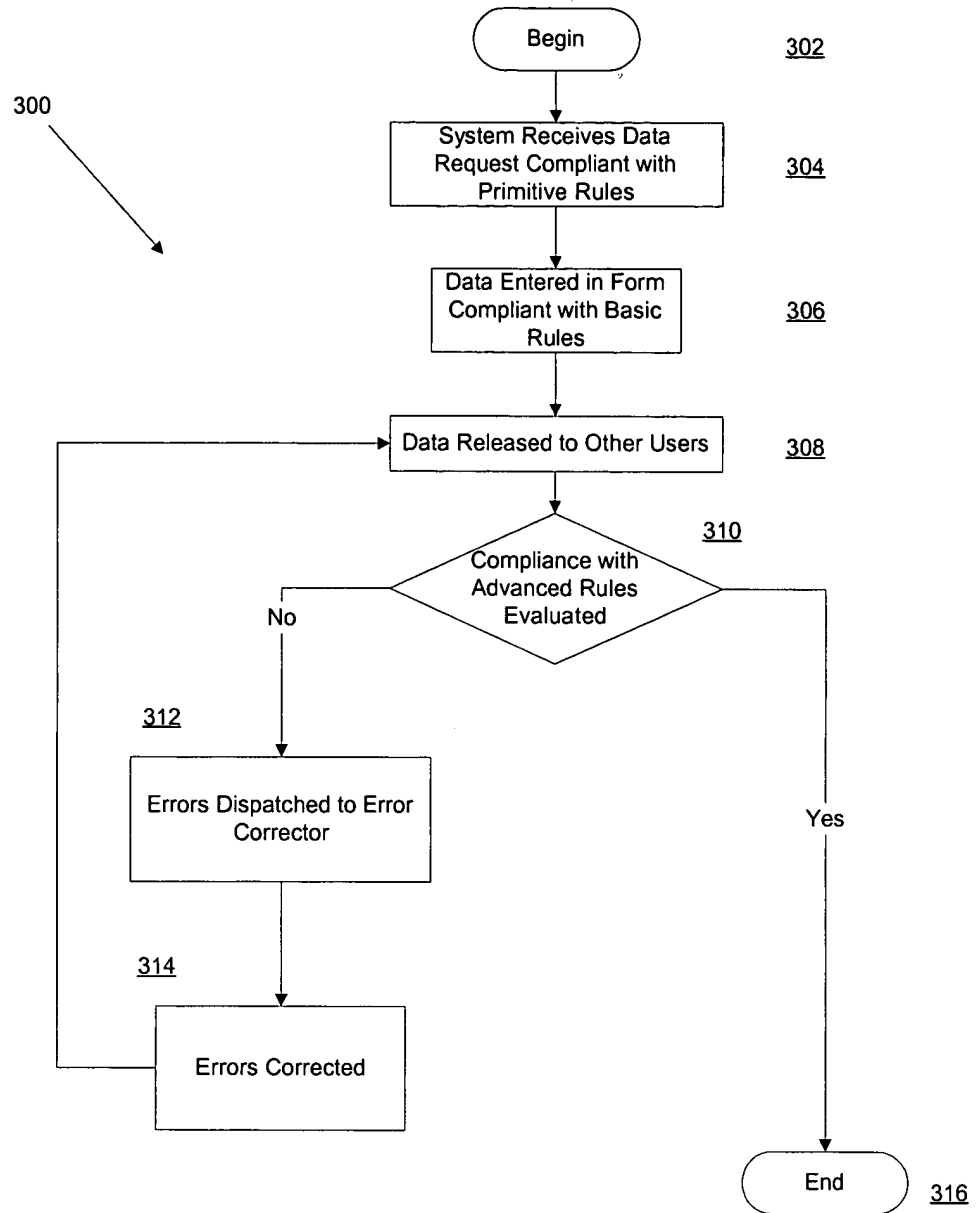 Begin
302
300
System Receives Data
Request Compliant with
Primitive Rules
304
Data Entered in Form
Compliant with Basic
Rules
306
Data Released to Other Users
308
310
Compliance with
Advanced Rules
Evaluated
No
312
Errors Dispatched to Error
Corrector
Yes
314
Errors Corrected
End
316